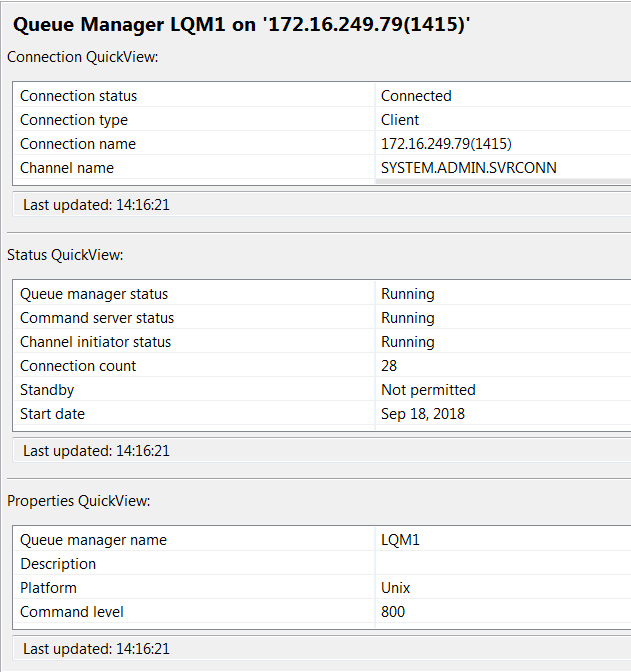 Queue Manager LQM1 on '172.16.249.79(1415)'
Connection QuickView:
Connection status Connected
Connection type Client
Connection name 172.16.249.79(1415)
Channel name SYSTEM.ADMIN.SVRCONN
Last updated: 14:16:21
Status QuickView:
Queue manager status Running
Command server status Running
Channel initiator status Running
Connection count 28
Standby Not permitted
Start date Sep 18, 2018
Last updated: 14:16:21
Properties QuickView:
Queue manager name LQM1
Description
Platform Unix
Command level 800
Last updated: 14:16:21